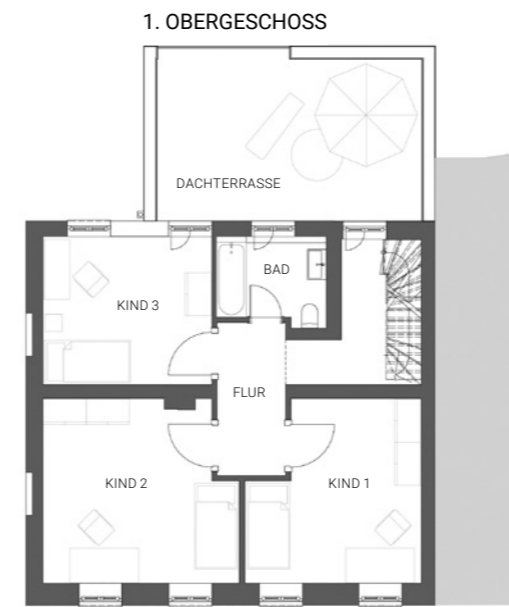 1. OBERGESCHOSS
DACHTERRASSE
BAD
KIND 3
FLUR
KIND 2
KIND 1